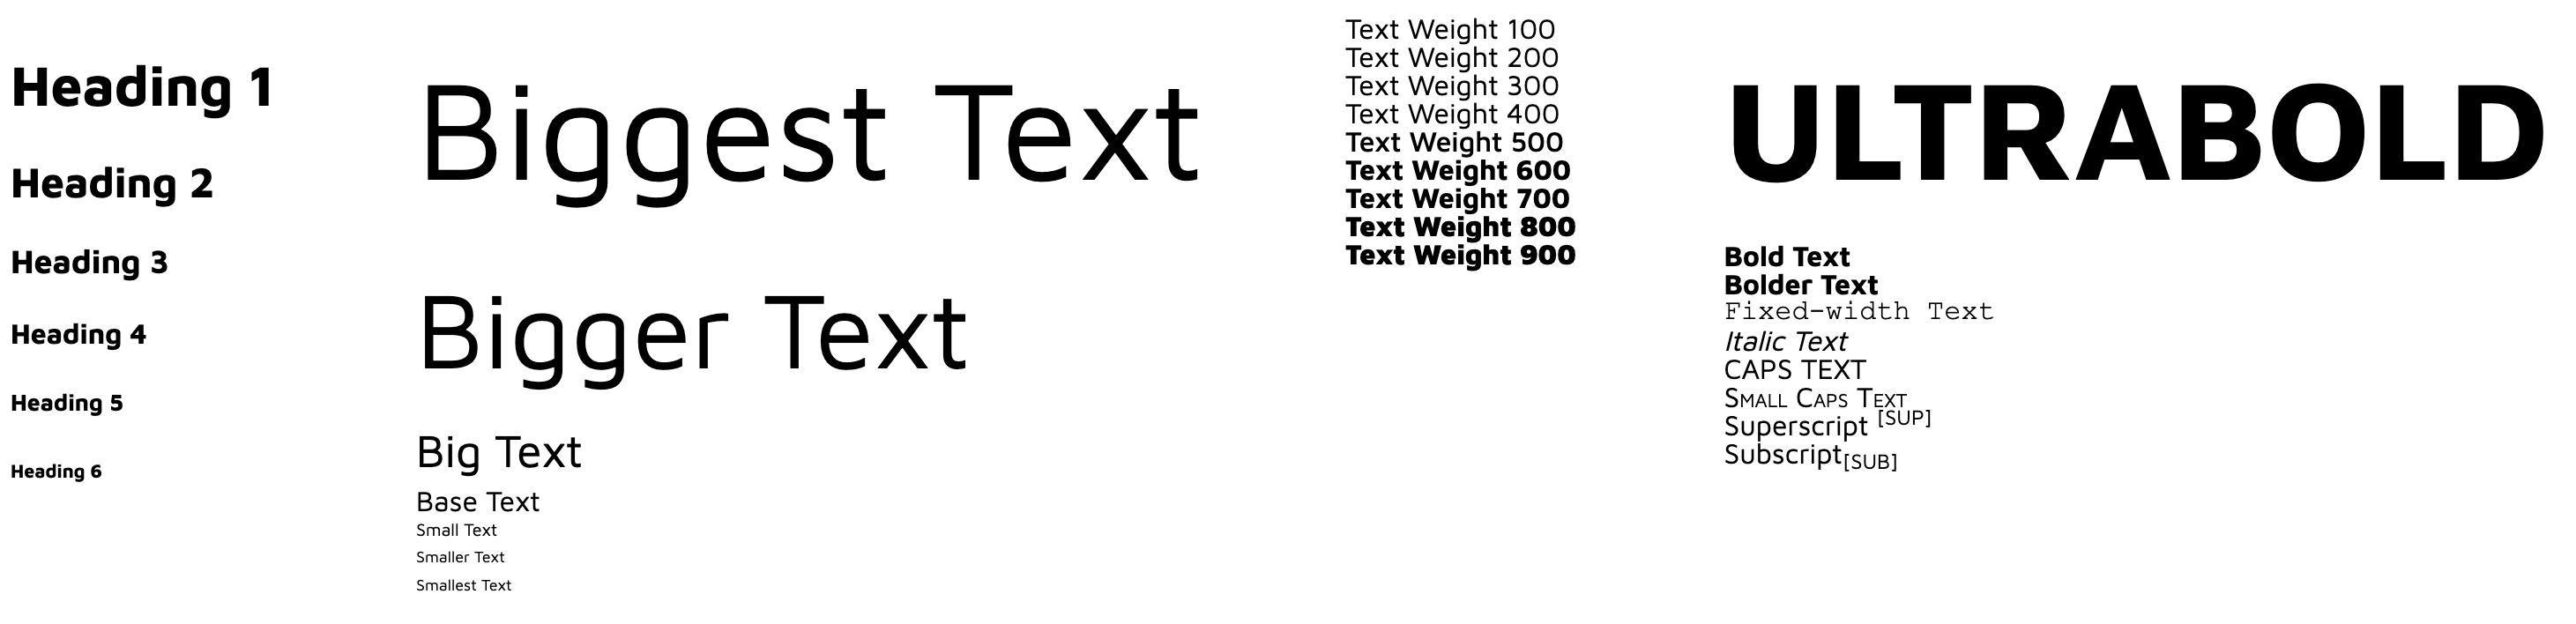 Heading 1
Heading 2
Heading 3
Heading 4
Heading 5
Heading 6
Biggest Text
Bigger Text
Big Text
Base Text
Small Text
Smaller Text
Smallest Text
Text Weight 100
Text Weight 200
Text Weight 300
Text Weight 400
Text Weight 500
Text Weight 600
Text Weight 700
Text Weight 800
Text Weight 900
ULTRABOLD
Bold Text
Bolder Text
Fixed-width Text
Italic Text
CAPS TEXT
Small Caps Text
Superscript [SUP]
Subscript[SUB]